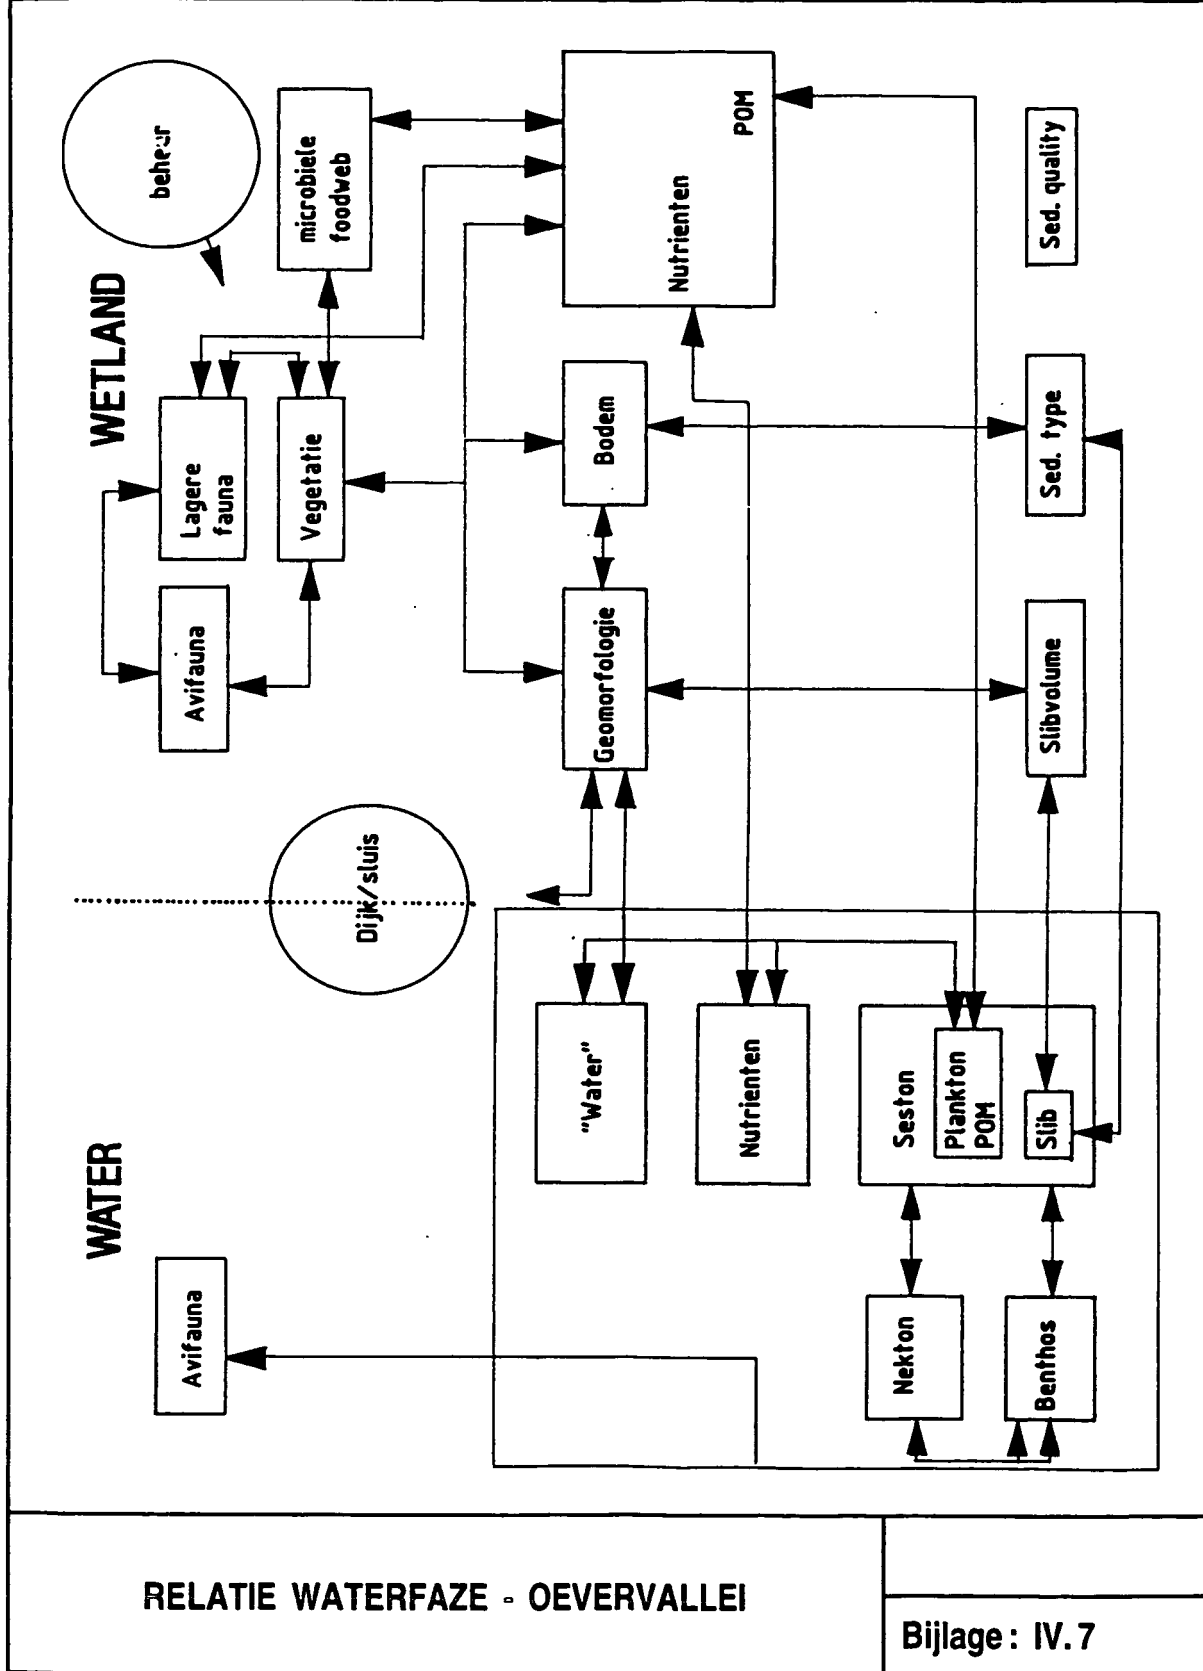 WATER
WETLAND
Avifauna
Dijk/sluis
Avifauna
Lagere
fauna
Vegetatie
beheer
microbiele
foodweb
"Water"
Geomorfologie
Bodem
Nutrienten
POM
Nutrienten
Nekton
Seston
Plankton
POM
Benthos
Slib
Slibvolume
Sed. type
Sed. quality
RELATIE WATERFAZE - OEVERVALLEI
Bijlage: IV.7